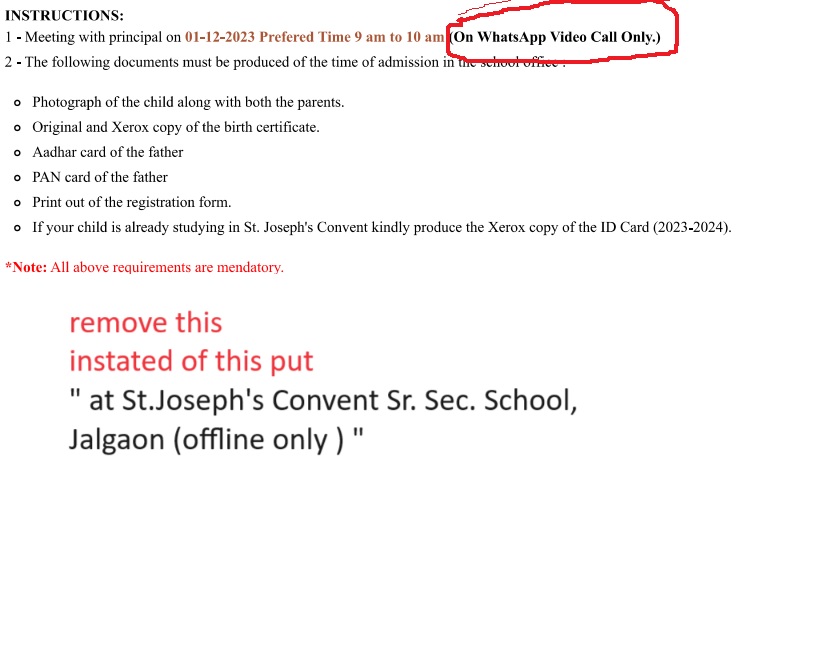 INSTRUCTIONS:
1 - Meeting with principal on 01-12-2023 Prefered Time 9 am to 10 am (On WhatsApp Video Call Only.)
2 - The following documents must be produced of the time of admission in the school office .
Photograph of the child along with both the parents.
Original and Xerox copy of the birth certificate.
Aadhar card of the father
PAN card of the father
Print out of the registration form.
If your child is already studying in St. Joseph's Convent kindly produce the Xerox copy of the ID Card (2023-2024).
*Note: All above requirements are mendatory.
remove this
instated of this put
" at St.Joseph's Convent Sr. Sec. School,
Jalgaon (offline only ) "